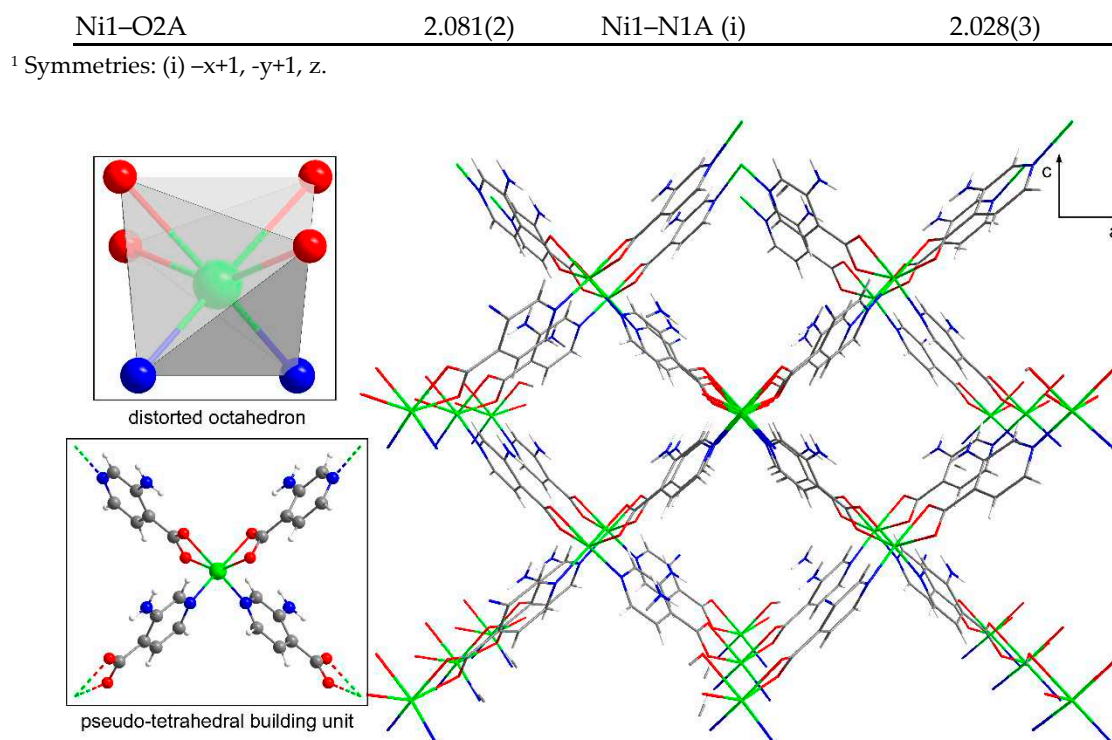 Ni1–O2A 2.081(2) Ni1–N1A (i) 2.028(3)
1 Symmetries: (i) –x+1, -y+1, z.
distorted octahedron
c
a
pseudo-tetrahedral building unit